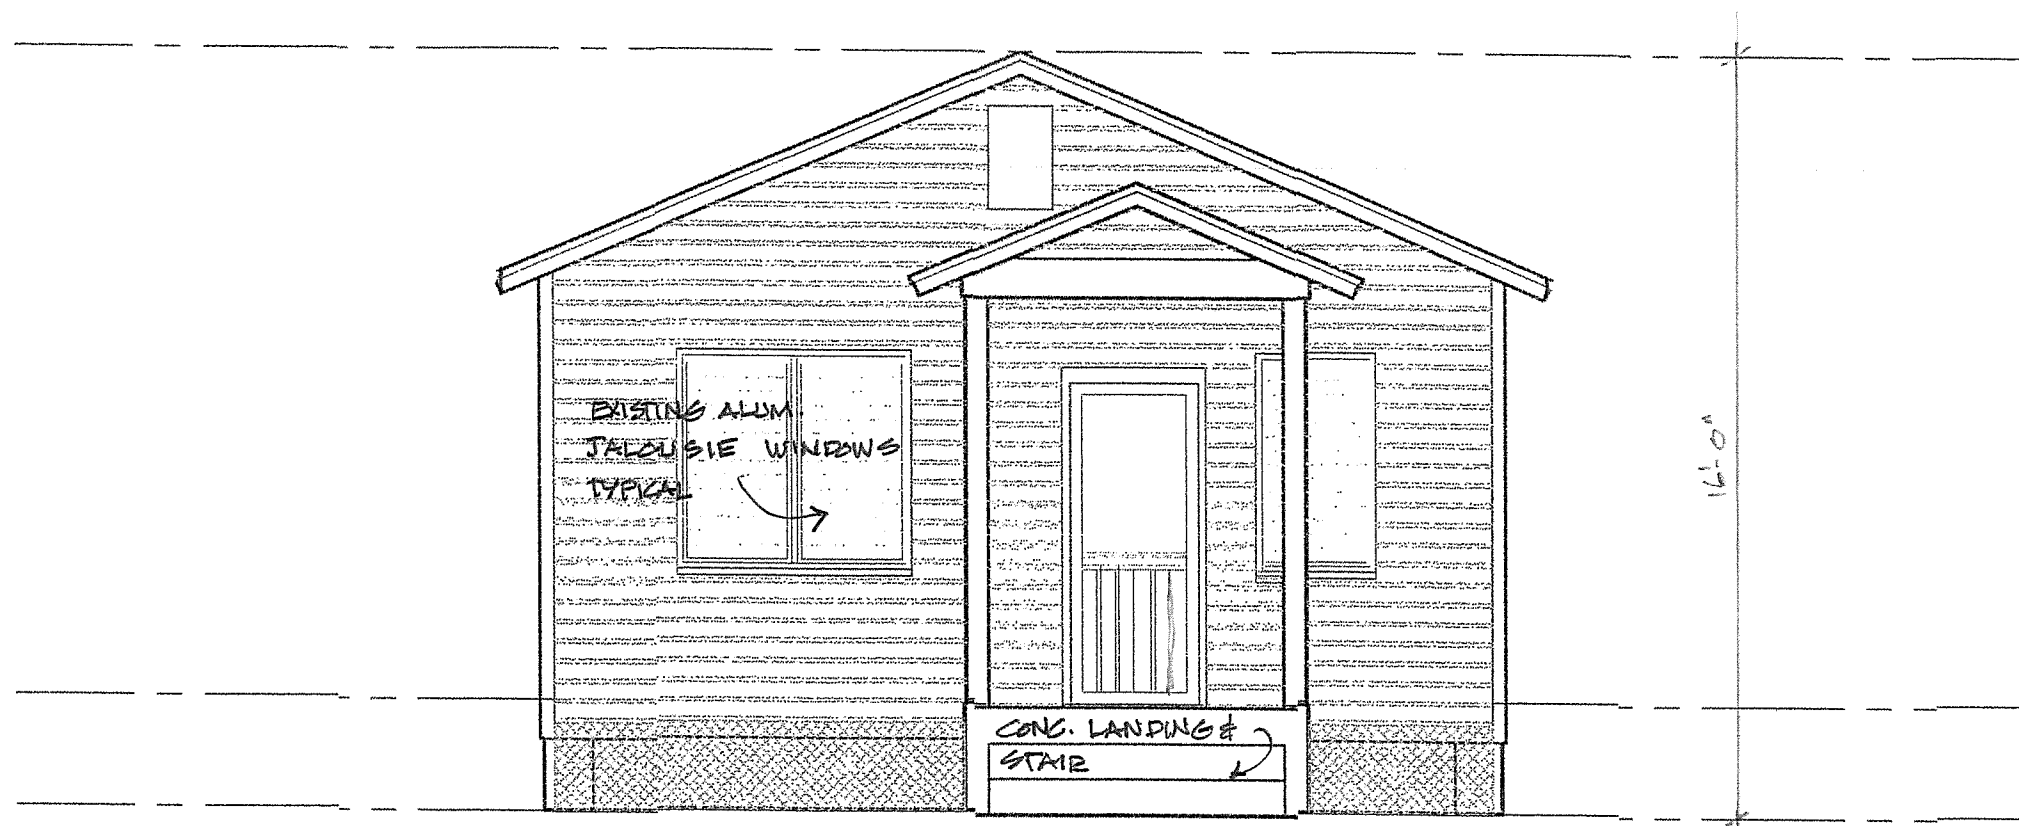 EXISTING ALUM.
JALOUSIE WINDOWS
TYPICAL
16'-0"
CONC. LANDING &
STAIR